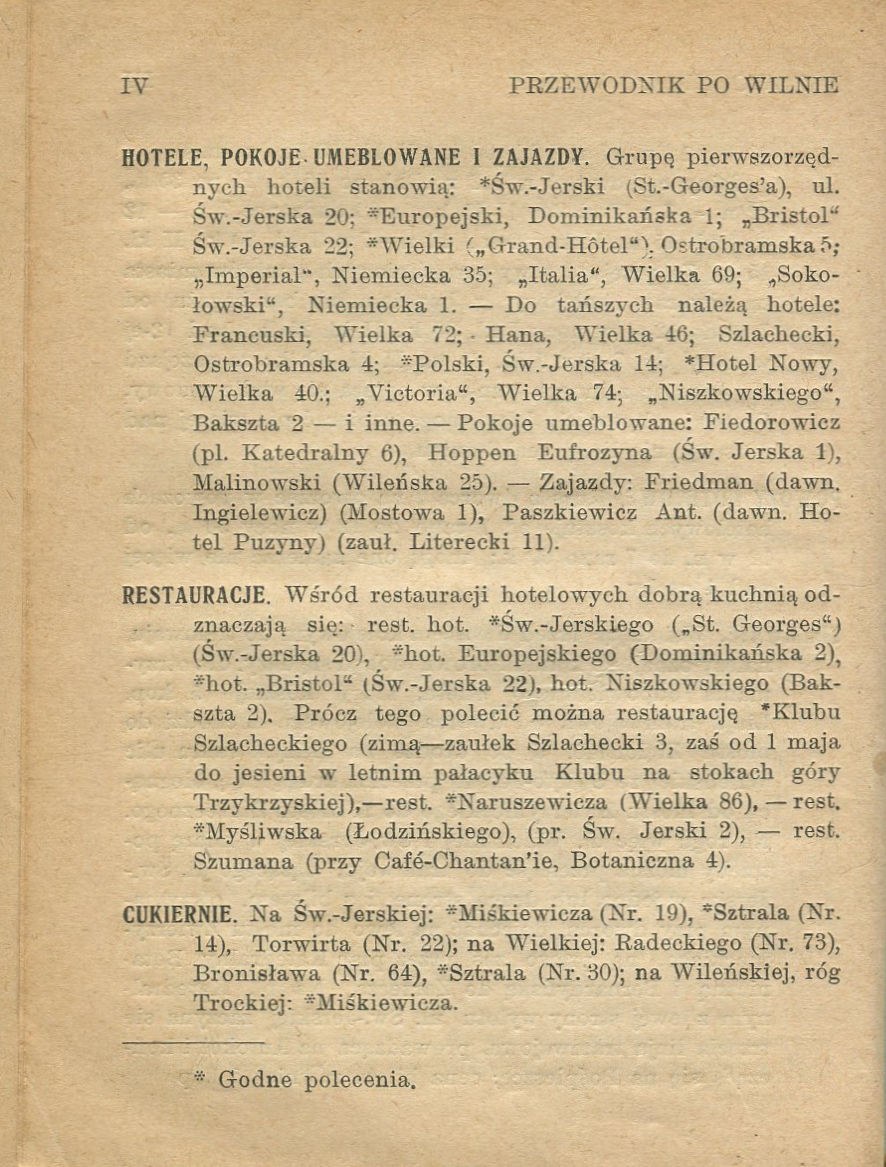 IV PRZEWODNIK PO WILNIE
HOTELE, POKOJE UMEBLOWANE I ZAJAZDY. Grupę pierwszorzęd-
nych hoteli stanowią: *Św.-Jerski (St.-Georges’a), ul.
Św.-Jerska 20; *Europejski, Dominikańska 1; „Bristol“
Św.-Jerska 22; *Wielki („Grand-Hôtel“), Ostrobramska 5;
„Imperial“, Niemiecka 35; „Italia“, Wielka 69; „Soko-
łowski“, Niemiecka 1. — Do tańszych należą hotele:
Francuski, Wielka 72; Hana, Wielka 46; Szlachecki,
Ostrobramska 4; *Polski, Św.-Jerska 14; *Hotel Nowy,
Wielka 40.; „Victoria“, Wielka 74; „Niszkowskiego“,
Bakszta 2 — i inne. — Pokoje umeblowane: Fiedorowicz
(pl. Katedralny 6), Hoppen Eufrozyna (Św. Jerska 1),
Malinowski (Wileńska 25). — Zajazdy: Friedman (dawn.
Ingielewicz) (Mostowa 1), Paszkiewicz Ant. (dawn. Ho-
tel Puzyny) (zauł. Literecki 11).
RESTAURACJE. Wśród restauracji hotelowych dobrą kuchnią od-
znaczają się: rest. hot. *Św.-Jerskiego („St. Georges“)
(Św.-Jerska 20), *hot. Europejskiego (Dominikańska 2),
*hot. „Bristol“ (Św.-Jerska 22), hot. Niszkowskiego (Bak-
szta 2). Prócz tego polecić można restaurację *Klubu
Szlacheckiego (zimą—zaułek Szlachecki 3, zaś od 1 maja
do jesieni w letnim pałacyku Klubu na stokach góry
Trzykrzyskiej),—rest. *Naruszewicza (Wielka 86), — rest.
*Myśliwska (Łodzińskiego), (pr. Św. Jerski 2), — rest.
Szumana (przy Café-Chantan’ie, Botaniczna 4).
CUKIERNIE. Na Św.-Jerskiej: *Miśkiewicza (Nr. 19), *Sztrala (Nr.
14), Torwirta (Nr. 22); na Wielkiej: Radeckiego (Nr. 73),
Bronisława (Nr. 64), *Sztrala (Nr. 30); na Wileńskiej, róg
Trockiej: *Miśkiewicza.
* Godne polecenia.